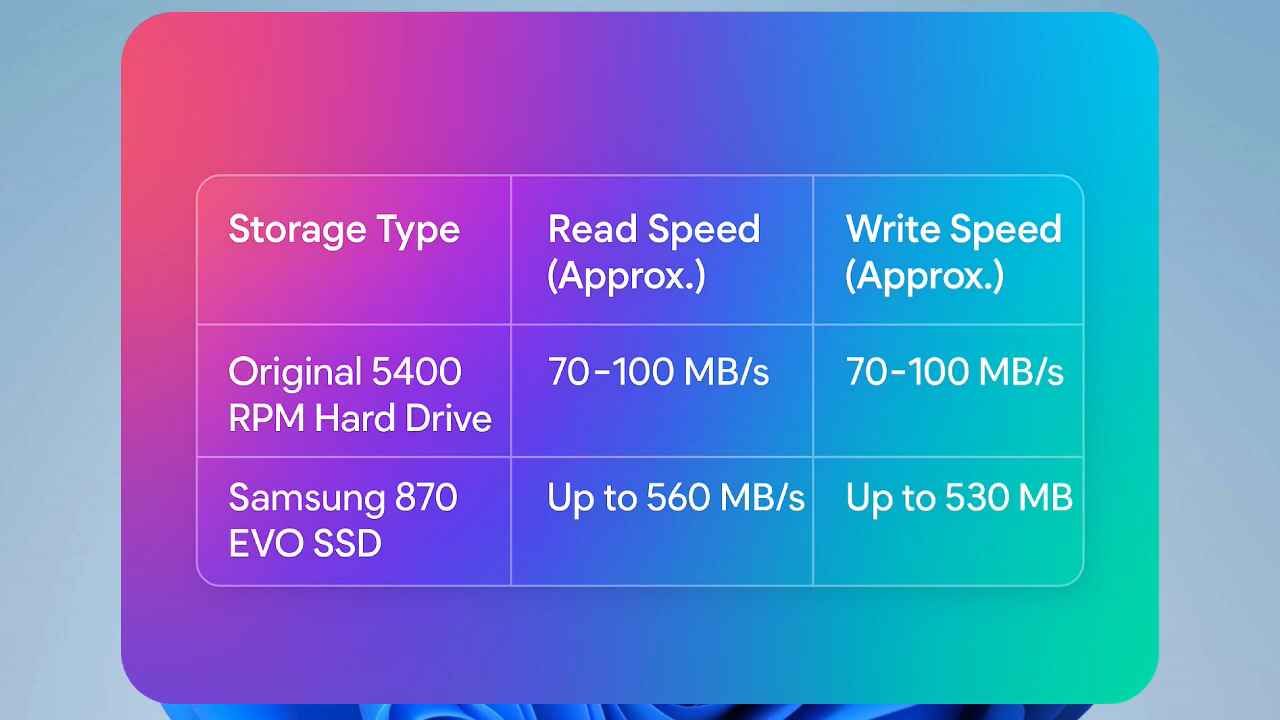 Storage Type
Read Speed
(Approx.)
Write Speed
(Approx.)
Original 5400
RPM Hard Drive
70-100 MB/s
70-100 MB/s
Samsung 870
EVO SSD
Up to 560 MB/s
Up to 530 MB